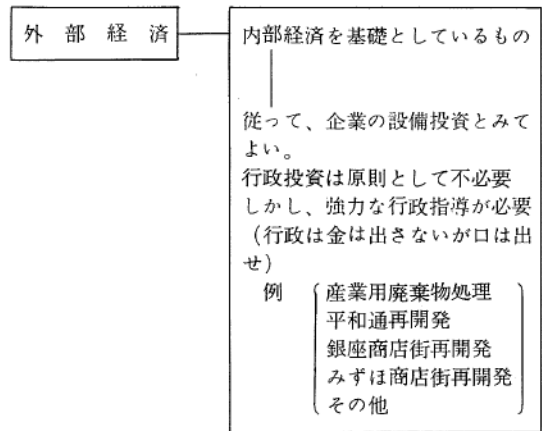 外部経済
内部経済を基礎としているもの
従って、企業の設備投資とみて
よい。
行政投資は原則として不必要
しかし、強力な行政指導が必要
（行政は金は出さないが口は出
せ）
例 産業用廃棄物処理
平和通再開発
銀座商店街再開発
みずほ商店街再開発
その他